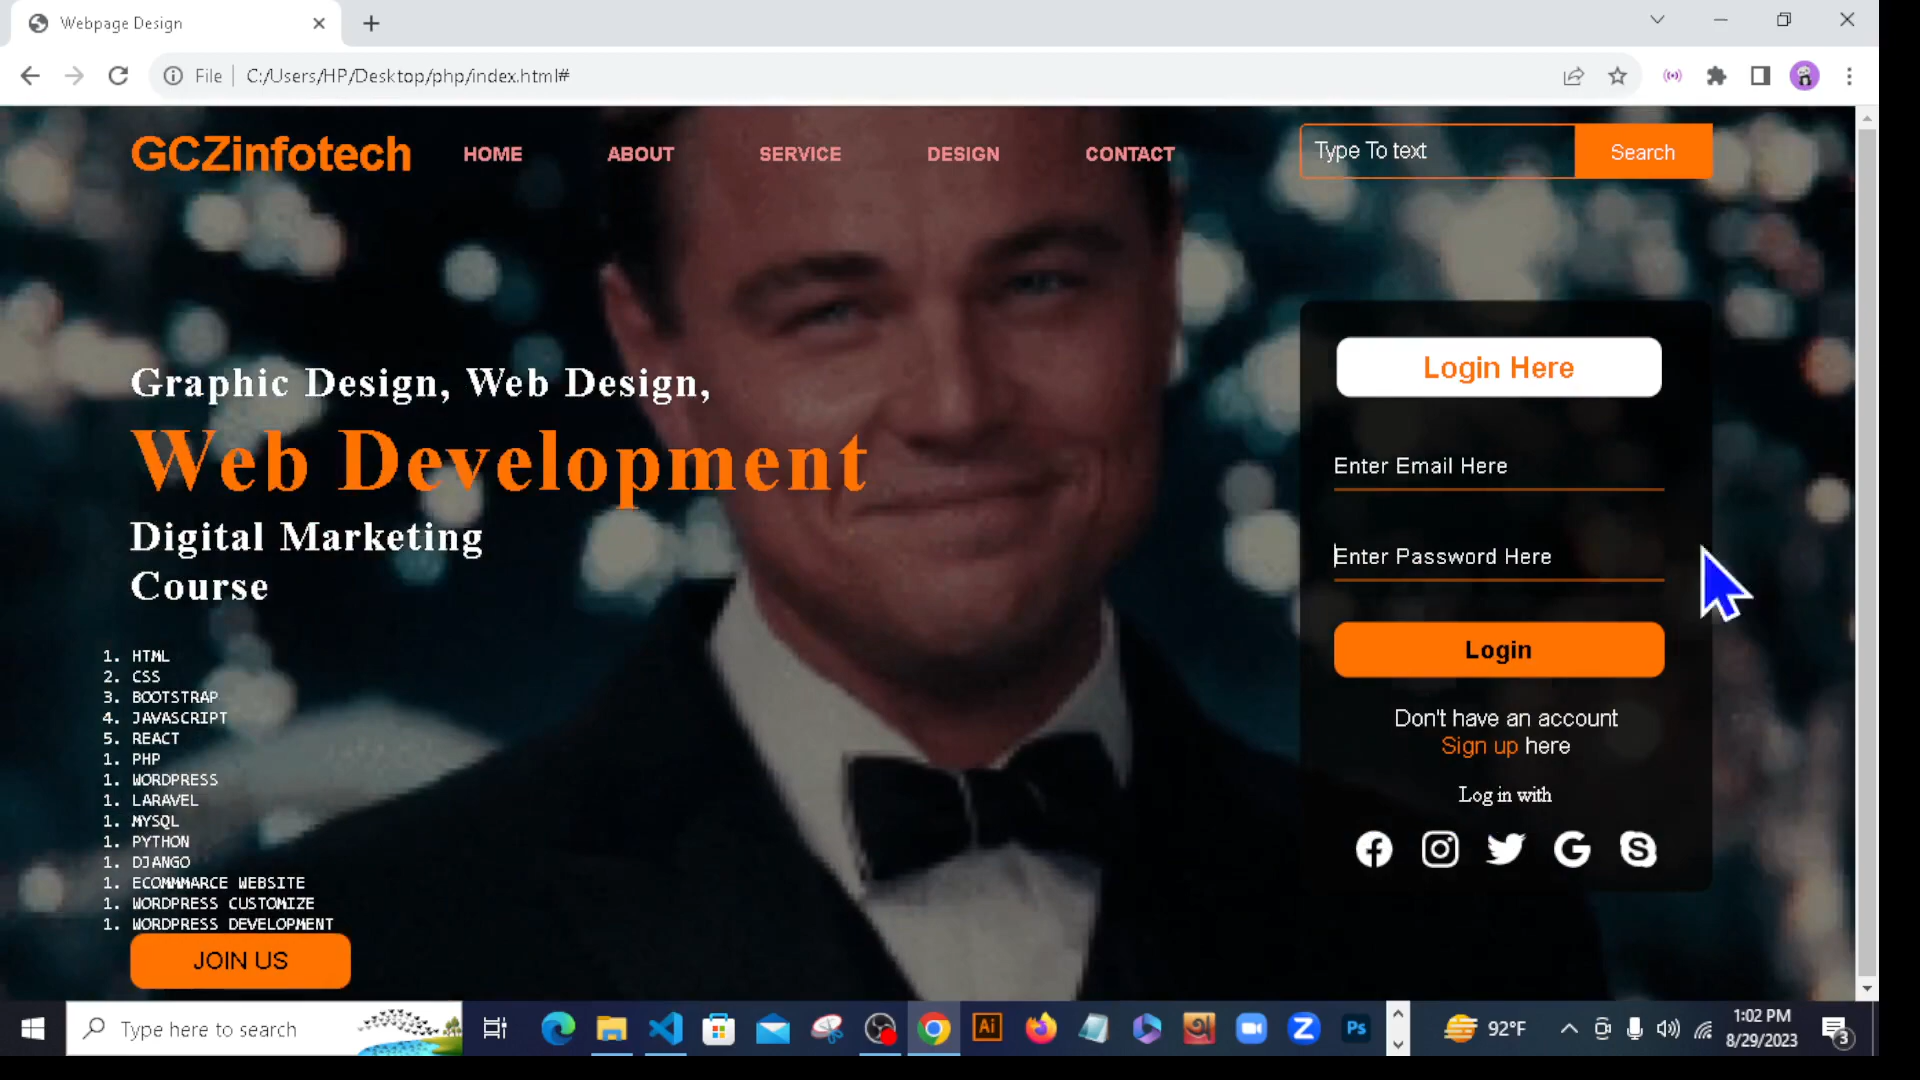 Webpage Design
File
C:/Users/HP/Desktop/php/index.html#
GCZinfotech
HOME
ABOUT
SERVICE
DESIGN
CONTACT
Type To text
Search
Graphic Design, Web Design,
Web Development
Digital Marketing
Course
1. HTML
2. CSS
3. BOOTSTRAP
4. JAVASCRIPT
5. REACT
1. PHP
1. WORDPRESS
1. LARAVEL
1. MYSQL
1. PYTHON
1. DJANGO
1. ECOMMMARCE WEBSITE
1. WORDPRESS CUSTOMIZE
1. WORDPRESS DEVELOPMENT
JOIN US
Login Here
Enter Email Here
Enter Password Here
Login
Don't have an account
Sign up here
Log in with
Type here to search
Ai
Z
Ps
92°F
1:02 PM
8/29/2023
3